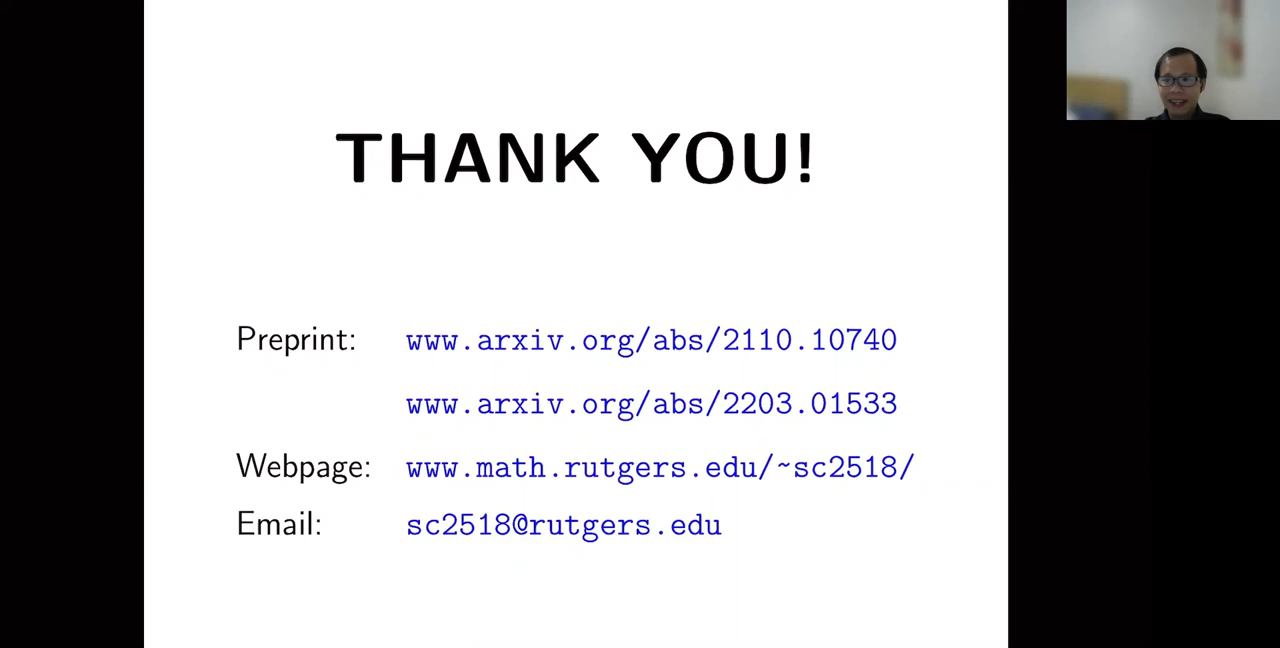 THANK YOU!
Preprint: www.arxiv.org/abs/2110.10740
www.arxiv.org/abs/2203.01533
Webpage: www.math.rutgers.edu/~sc2518/
Email: sc2518@rutgers.edu